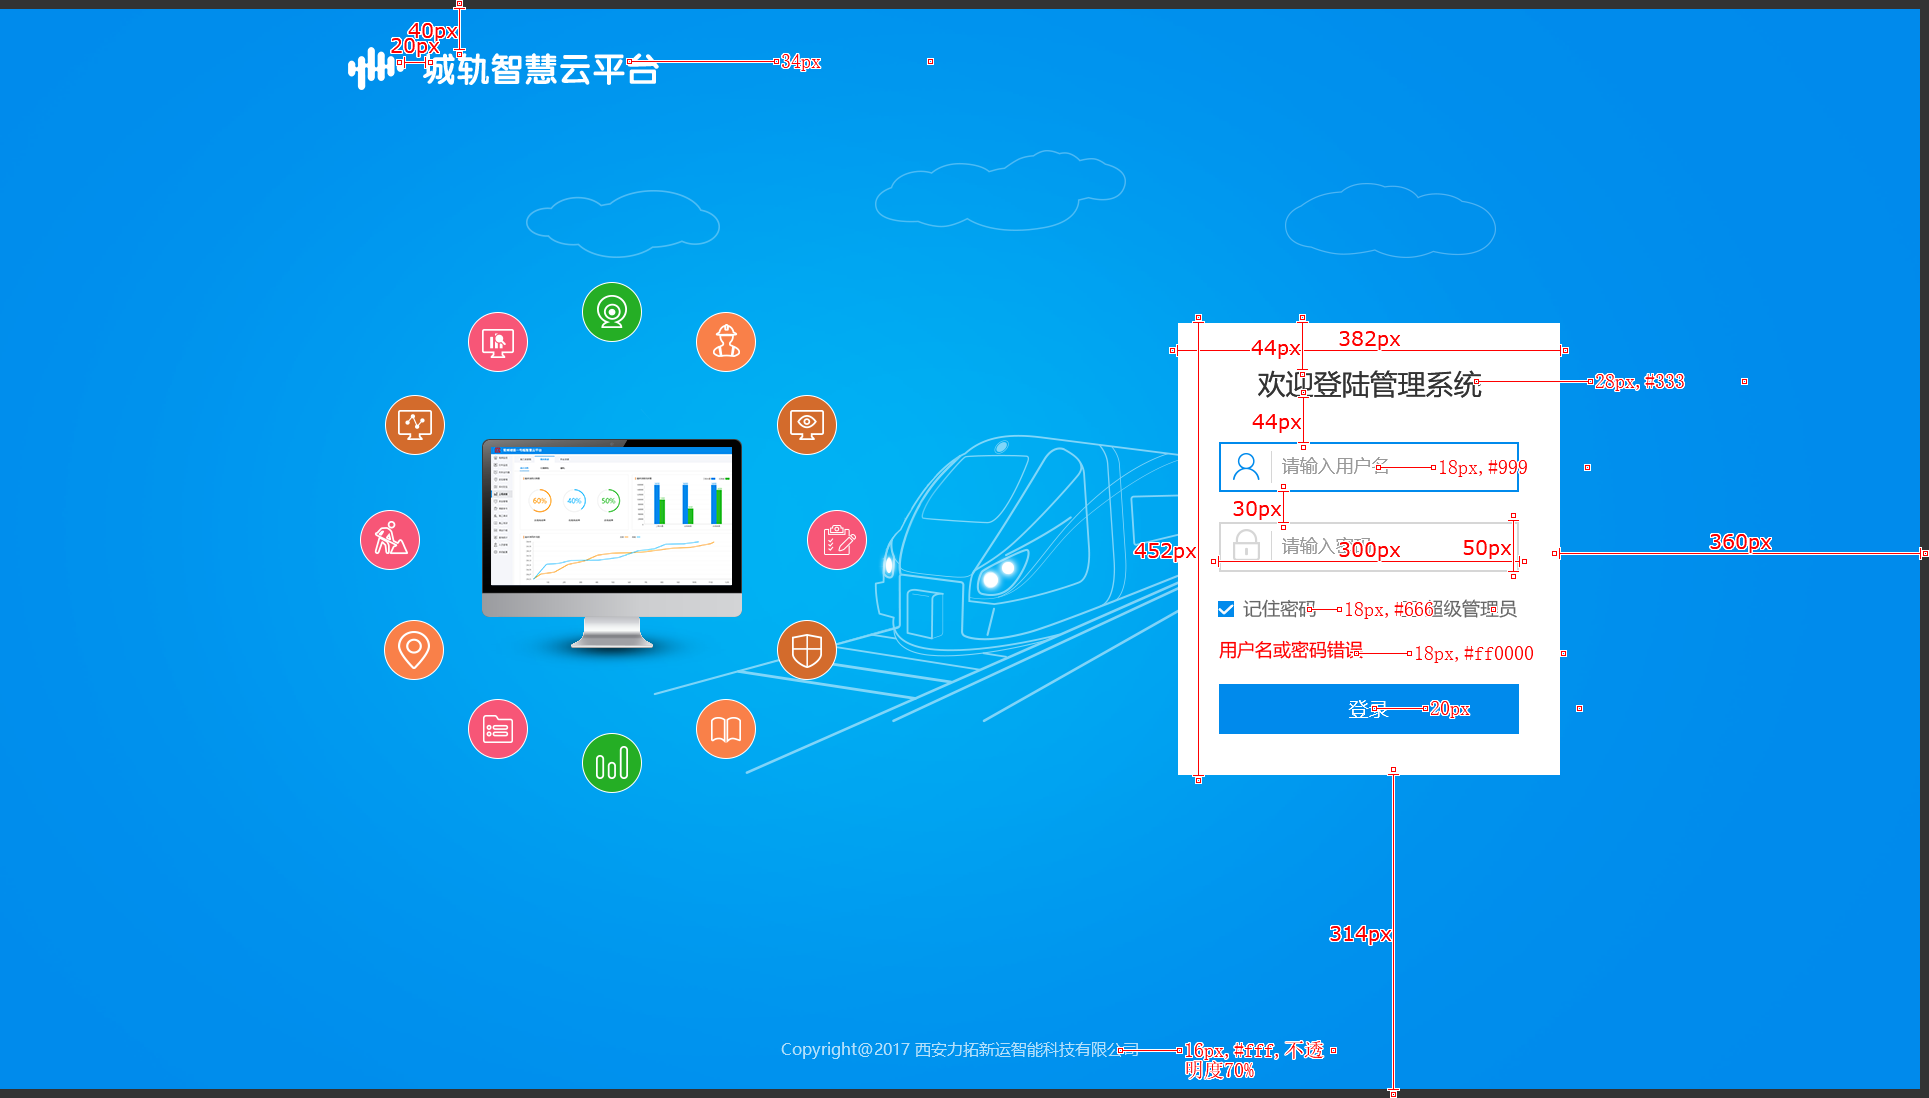 40px
20px
城轨智慧云平台
34px
382px
44px
欢迎登陆管理系统
28px, #333
44px
请输入用户名
18px, #999
30px
452px
请输入密码
300px
50px
360px
记住密码
18px, #666
超级管理员
用户名或密码错误
18px, #ff0000
登录
20px
314px
60%
40%
50%
Copyright@2017 西安力拓新运智能科技有限公司
16px, #fff, 不透
明度70%